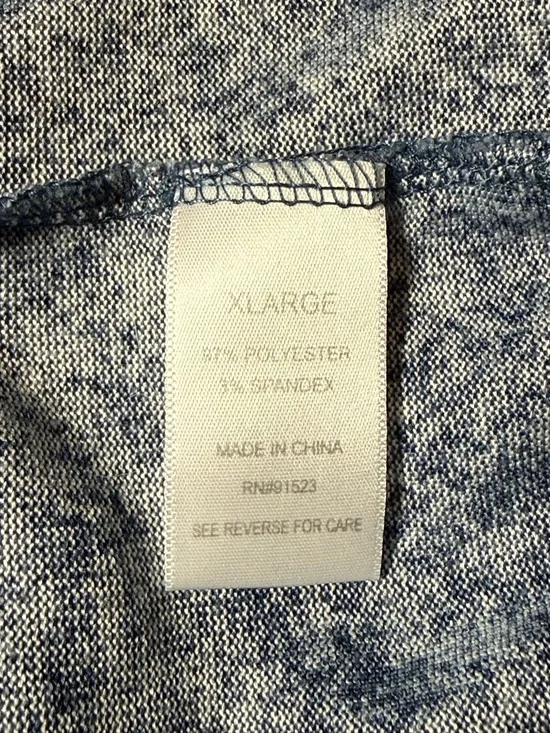 XLARGE
97% POLYESTER
3% SPANDEX
MADE IN CHINA
RN#91523
SEE REVERSE FOR CARE